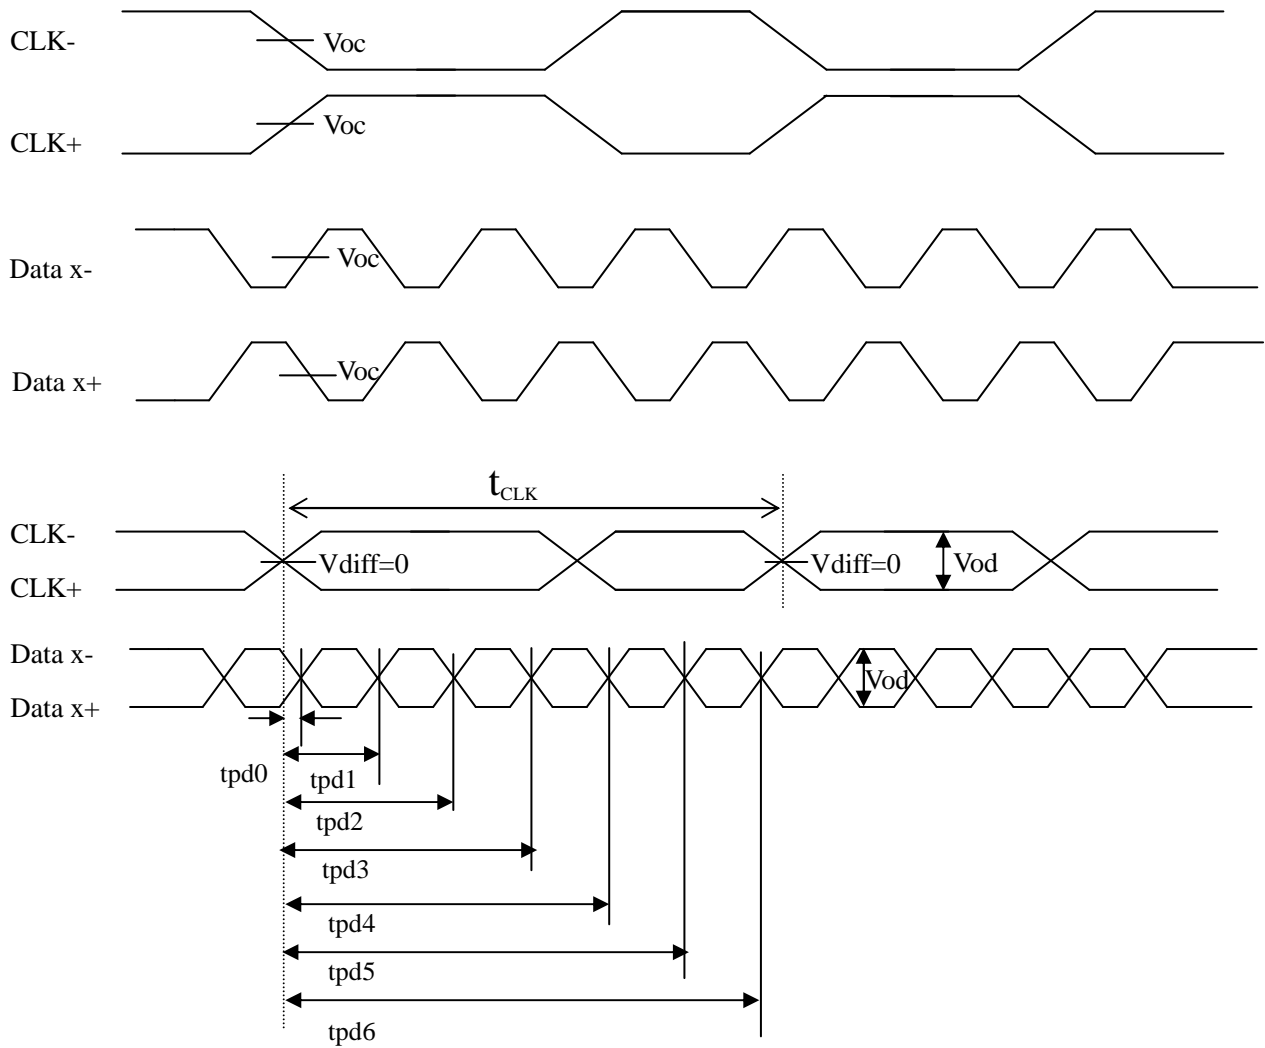 CLK-
Voc
CLK+
Voc
Data x-
Voc
Data x+
Voc
tCLK
CLK-
Vdiff=0
Vdiff=0
Vod
CLK+
Data x-
Vod
Data x+
tpd0
tpd1
tpd2
tpd3
tpd4
tpd5
tpd6